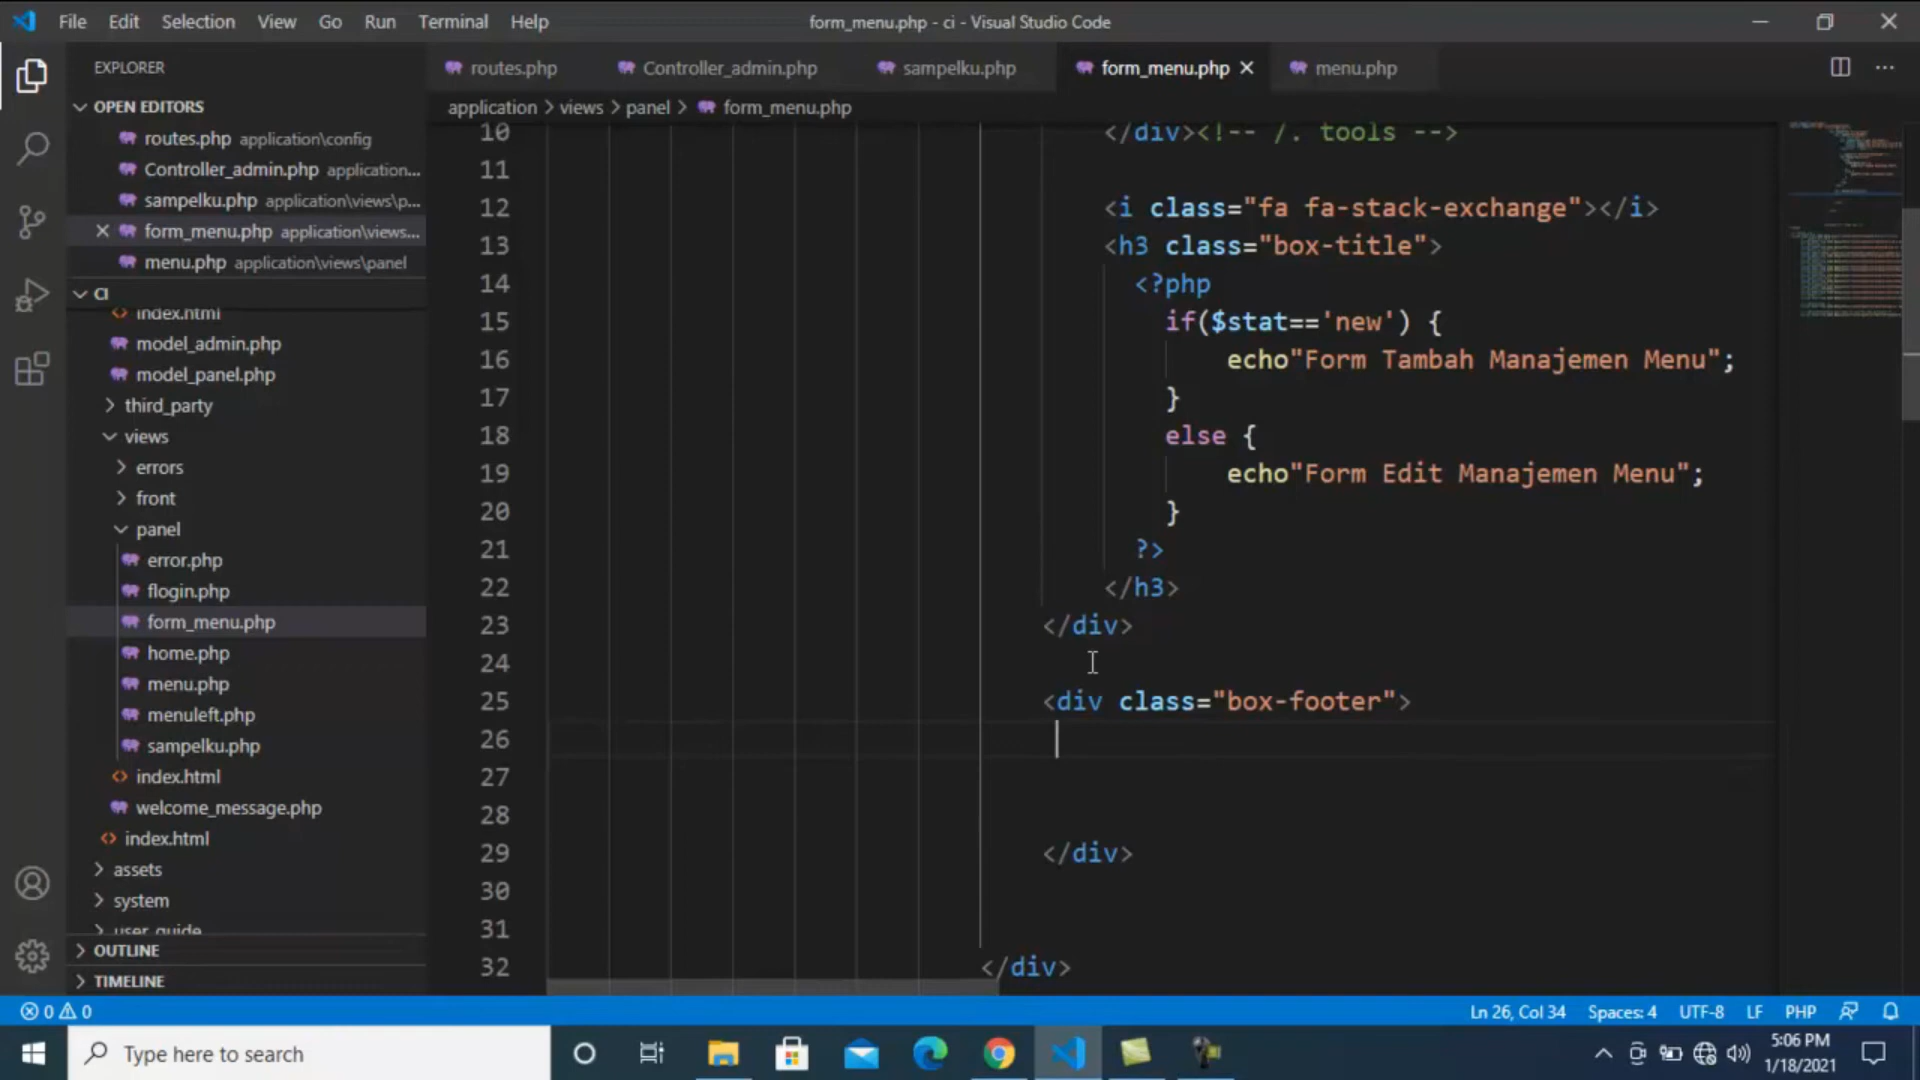 File Edit Selection View Go Run Terminal Help form_menu.php - ci - Visual Studio Code
EXPLORER
routes.php Controller_admin.php sampelku.php form_menu.php menu.php
OPEN EDITORS
application > views > panel > form_menu.php
routes.php application\config
Controller_admin.php application...
sampelku.php application\views\p...
form_menu.php application\views...
menu.php application\views\panel
CI
index.html
model_admin.php
model_panel.php
third_party
views
errors
front
panel
error.php
flogin.php
form_menu.php
home.php
menu.php
menuleft.php
sampelku.php
index.html
welcome_message.php
index.html
assets
system
user_guide
OUTLINE
TIMELINE
10 </div><!-- /. tools -->
11
12 <i class="fa fa-stack-exchange"></i>
13 <h3 class="box-title">
14 <?php
15 if($stat=='new') {
16 echo"Form Tambah Manajemen Menu";
17 }
18 else {
19 echo"Form Edit Manajemen Menu";
20 }
21 ?>
22 </h3>
23 </div>
24
25 <div class="box-footer">
26
27
28
29 </div>
30
31
32 </div>
0 0 Ln 26, Col 34 Spaces: 4 UTF-8 LF PHP
Type here to search
5:06 PM
1/18/2021